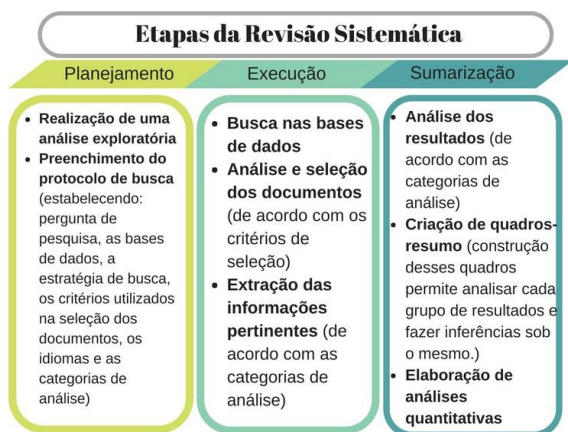 Etapas da Revisão Sistemática
Planejamento
Execução
Sumarização
• Realização de uma
análise exploratória
• Preenchimento do
protocolo de busca
(estabelecendo:
pergunta de
pesquisa, as bases
de dados, a
estratégia de busca,
os critérios utilizados
na seleção dos
documentos, os
idiomas e as
categorias de
análise)
• Busca nas bases
de dados
• Análise e seleção
dos documentos
(de acordo com os
critérios de
seleção)
• Extração das
informações
pertinentes (de
acordo com as
categorias de
análise)
• Análise dos
resultados (de
acordo com as
categorias de
análise)
• Criação de quadros-
resumo (construção
desses quadros
permite analisar cada
grupo de resultados e
fazer inferências sob
o mesmo.)
• Elaboração de
análises
quantitativas